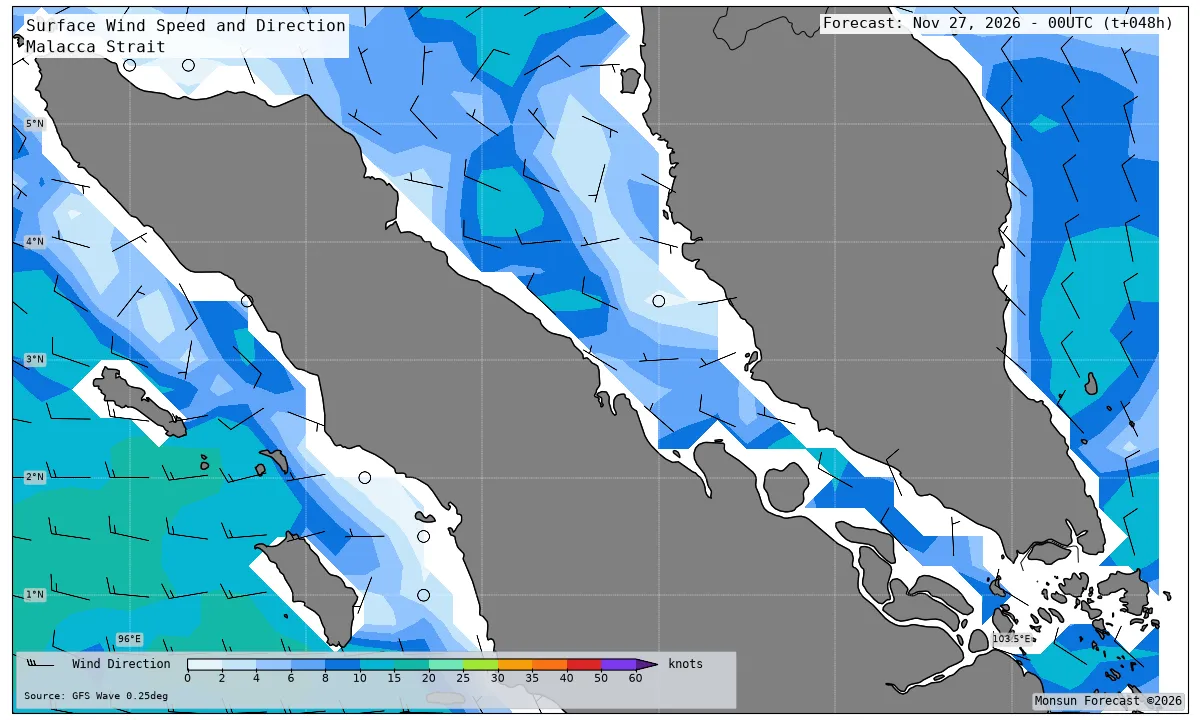 Surface Wind Speed and Direction
Malacca Strait
Forecast: Nov 27, 2026 - 00UTC (t+048h)
5°N
4°N
3°N
2°N
1°N
96°E
103.5°E
Wind Direction
knots
0 2 4 6 8 10 15 20 25 30 35 40 50 60
Source: GFS Wave 0.25deg
Monsun Forecast ©2026